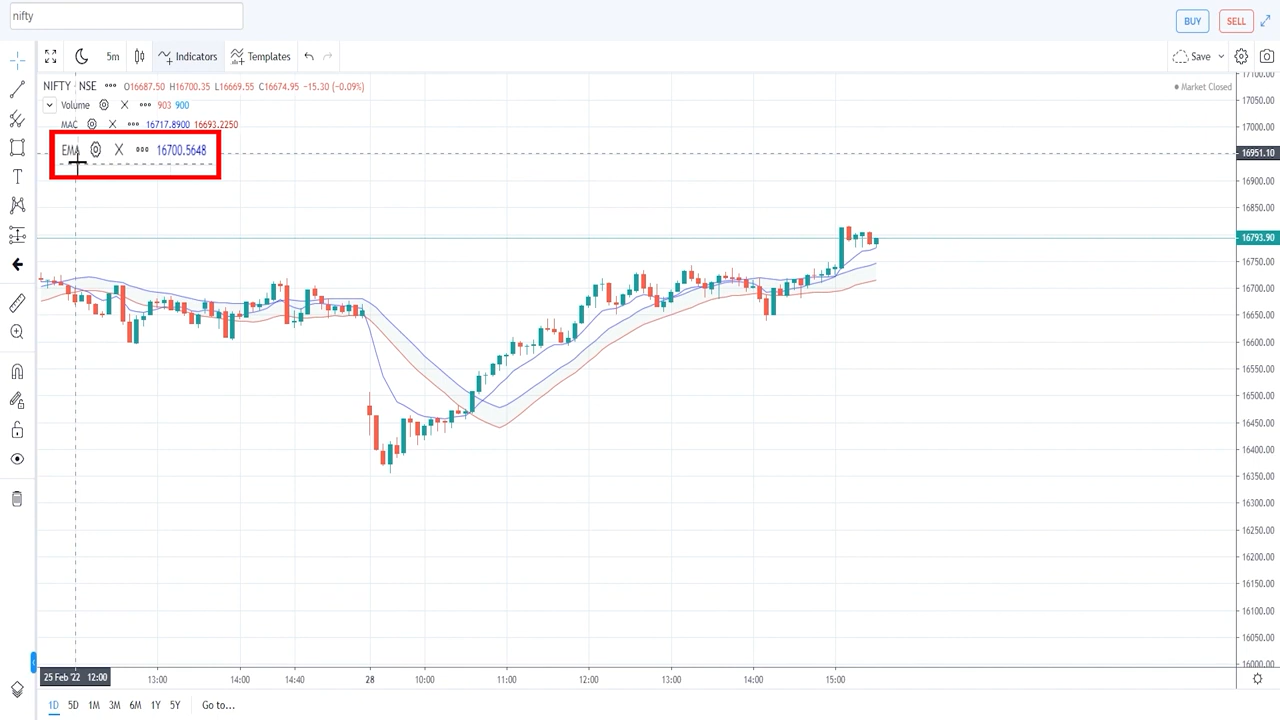 nifty
BUY SELL
5m Indicators Templates Save
NIFTY NSE O16687.50 H16700.35 L16669.55 C16674.95 −15.30 (−0.09%)
Market Closed
Volume 903 900
MAC 16717.8900 16693.2250
EMA 16700.5648
17100.00
17050.00
17000.00
16951.10
16900.00
16850.00
16793.90
16750.00
16700.00
16650.00
16600.00
16550.00
16500.00
16450.00
16400.00
16350.00
16300.00
16250.00
16200.00
16150.00
16100.00
16050.00
16000.00
25 Feb '22 12:00 13:00 14:00 14:40 28 10:00 11:00 12:00 13:00 14:00 15:00
1D 5D 1M 3M 6M 1Y 5Y Go to...